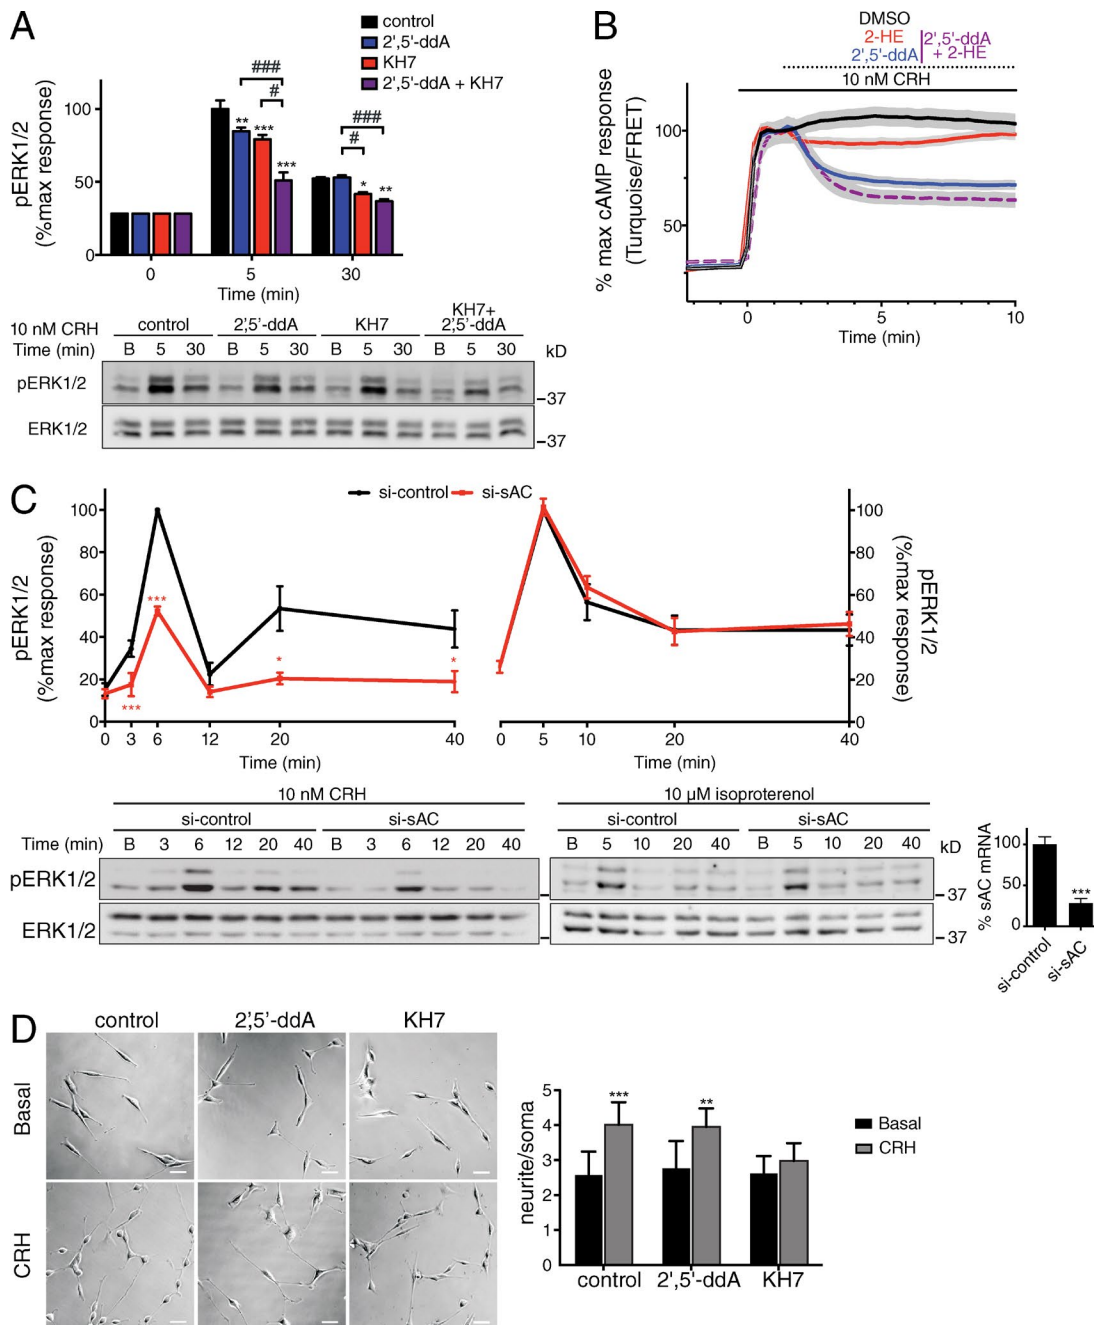 A
control
2',5'-ddA
KH7
2',5'-ddA + KH7
###
#
###
#
** *** ***
* **
pERK1/2
(%max response)
100
50
0
0 5 30
Time (min)
10 nM CRH control 2',5'-ddA KH7 KH7+
2',5'-ddA
Time (min) B 5 30 B 5 30 B 5 30 B 5 30 kD
pERK1/2
–37
ERK1/2
–37
B
DMSO
2-HE
2',5'-ddA
2',5'-ddA
+ 2-HE
10 nM CRH
% max cAMP response
(Turquoise/FRET)
100
50
0 5 10
Time (min)
C
si-control si-sAC
pERK1/2
(%max response)
100
80
60
40
20
0
***
***
*
*
0 3 6 12 20 40
Time (min)
100
80
60
40
20
0
pERK1/2
(%max response)
0 5 10 20 40
Time (min)
10 nM CRH
si-control si-sAC
Time (min) B 3 6 12 20 40 B 3 6 12 20 40
pERK1/2
ERK1/2
10 µM isoproterenol
si-control si-sAC
B 5 10 20 40 B 5 10 20 40 kD
–37
–37
% sAC mRNA
100
50
0
***
si-control
si-sAC
D
control 2',5'-ddA KH7
Basal
CRH
neurite/soma
5
4
3
2
1
0
*** **
control 2',5'-ddA KH7
Basal
CRH